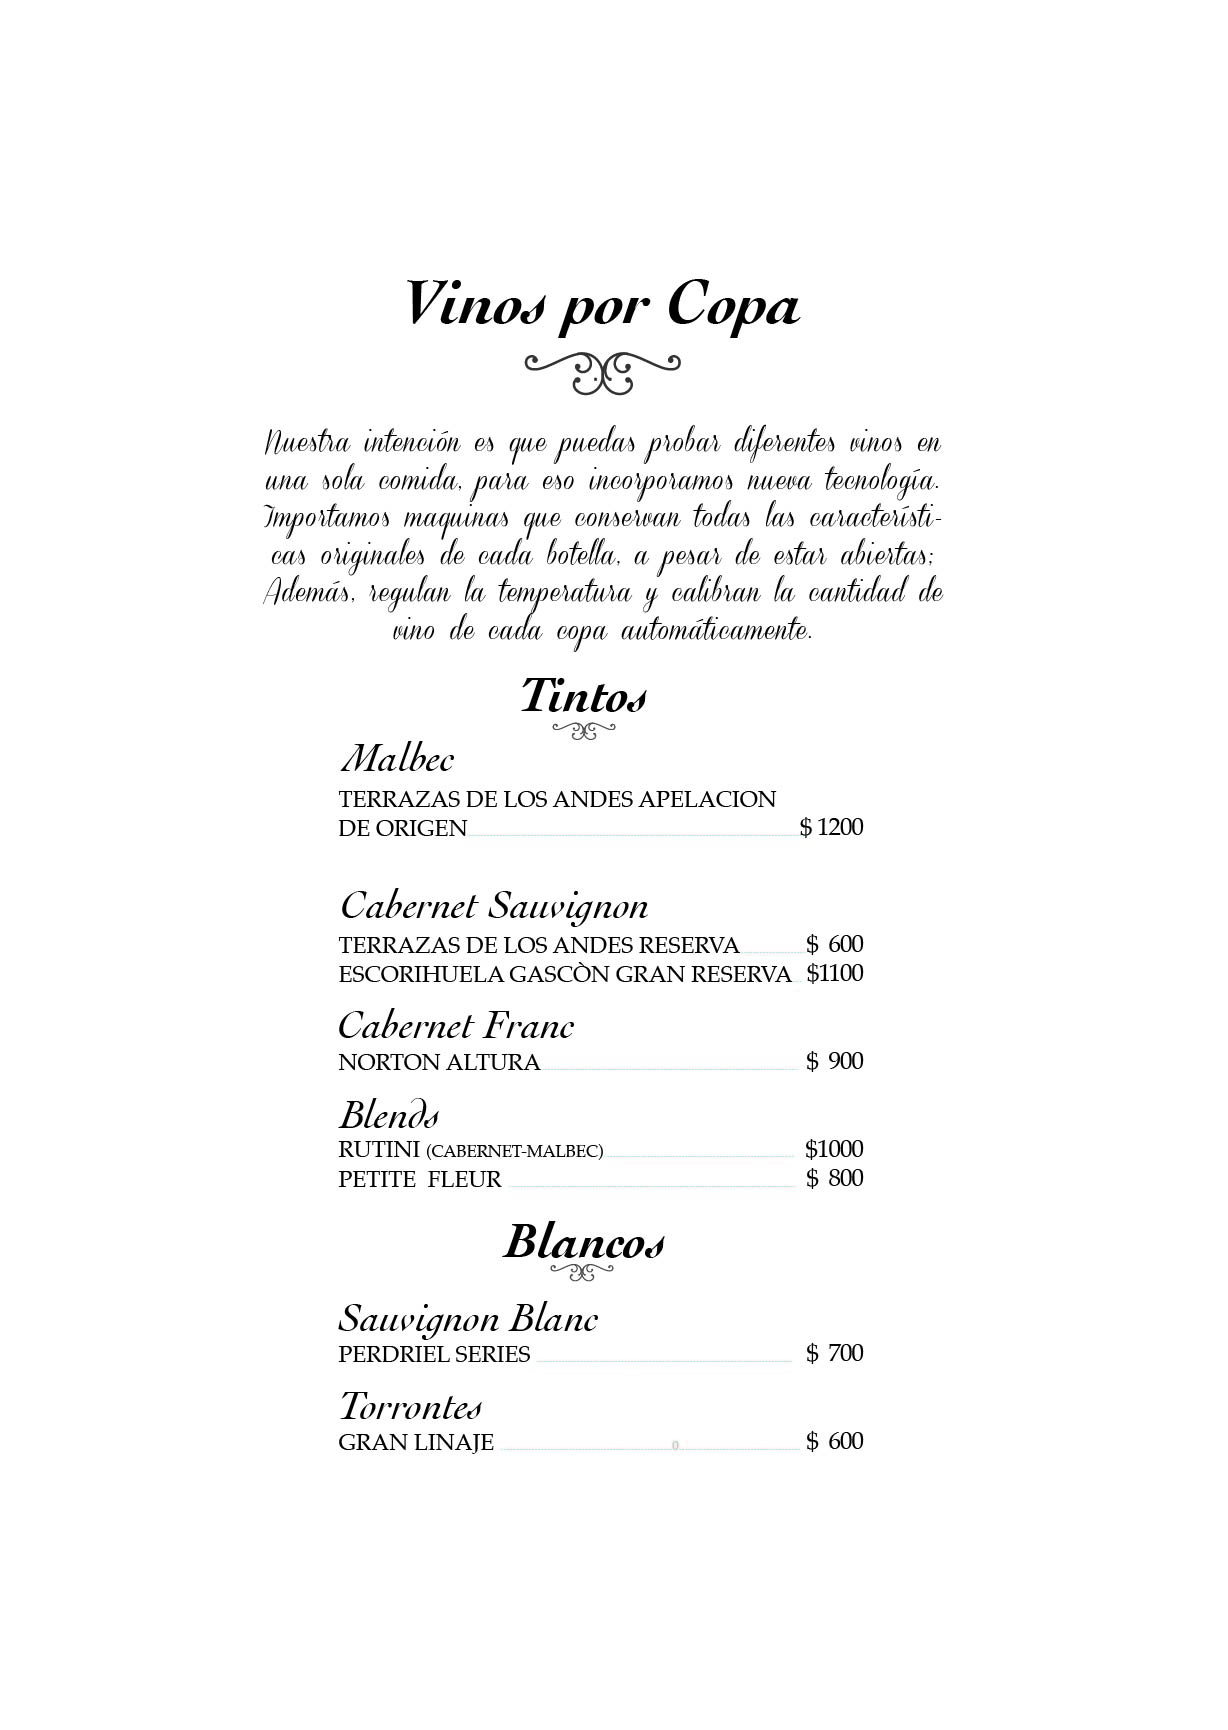 Vinos por Copa
Nuestra intención es que puedas probar diferentes vinos en
una sola comida, para eso incorporamos nueva tecnología.
Importamos maquinas que conservan todas las característi-
cas originales de cada botella, a pesar de estar abiertas;
Además, regulan la temperatura y calibran la cantidad de
vino de cada copa automáticamente.
Tintos
Malbec
TERRAZAS DE LOS ANDES APELACION
DE ORIGEN $ 1200
Cabernet Sauvignon
TERRAZAS DE LOS ANDES RESERVA $ 600
ESCORIHUELA GASCÒN GRAN RESERVA $1100
Cabernet Franc
NORTON ALTURA $ 900
Blends
RUTINI (CABERNET-MALBEC) $1000
PETITE FLEUR $ 800
Blancos
Sauvignon Blanc
PERDRIEL SERIES $ 700
Torrontes
GRAN LINAJE 0 $ 600